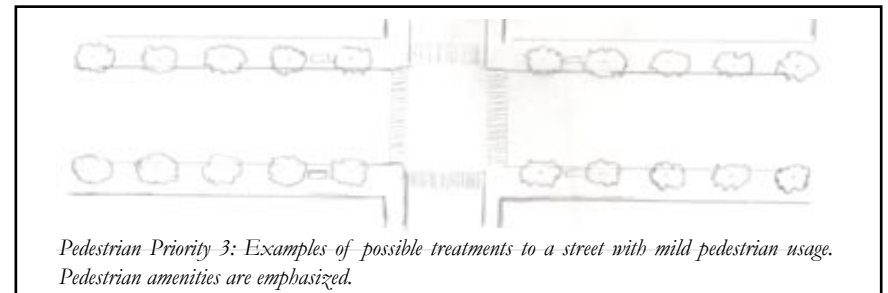 Pedestrian Priority 3: Examples of possible treatments to a street with mild pedestrian usage.
Pedestrian amenities are emphasized.